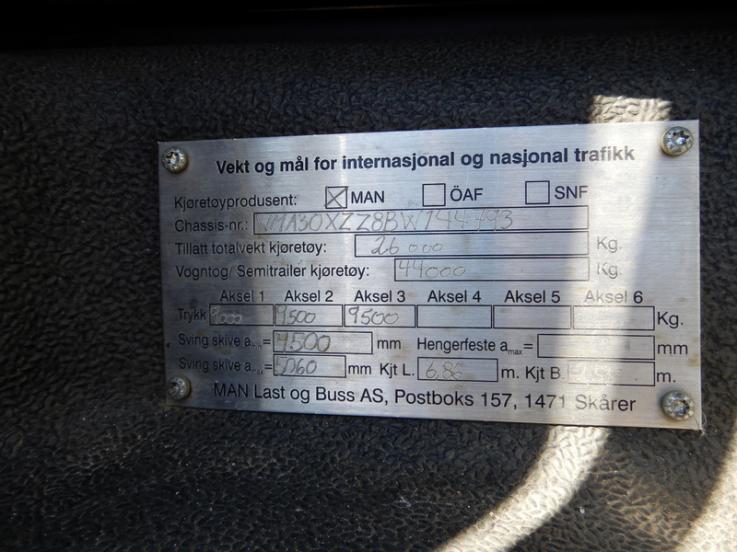 Vekt og mål for internasjonal og nasjonal trafikk
Kjøretøyprodusent: MAN ÖAF SNF
Chassis-nr.:
Tillatt totalvekt kjøretøy: 26000 Kg.
Vogntog/ Semitrailer kjøretøy: 44000 Kg.
Aksel 1 Aksel 2 Aksel 3 Aksel 4 Aksel 5 Aksel 6
Trykk 9000 9500 9500 Kg.
Sving skive a = 4500 mm Hengerfeste amax= mm
Sving skive a = 5060 mm Kjt L. m. Kjt B. m.
MAN Last og Buss AS, Postboks 157, 1471 Skårer